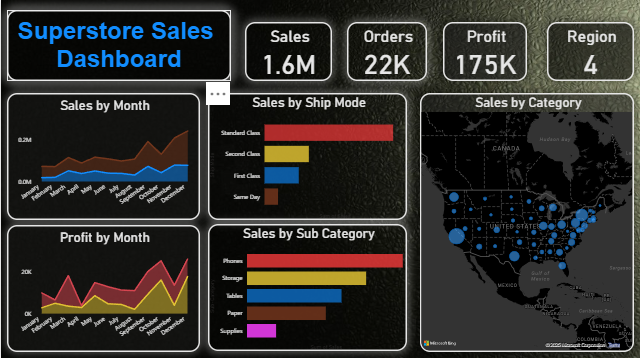 Superstore Sales
Dashboard
Sales
1.6M
Orders
22K
Profit
175K
Region
4
Sales by Month
0.2M
0.0M
January
February
March
April
May
June
July
August
September
October
November
December
Sales by Ship Mode
Standard Class
Second Class
First Class
Same Day
Sales by Category
CANADA
Hudson Bay
UNITED STATES
MEXICO
Gulf of
Mexico
Caribbean Sea
VENEZUELA
COLOMBIA
Microsoft Bing
©2025 Microsoft Corporation Terms
Profit by Month
20K
0K
January
February
March
April
May
June
July
August
September
October
November
December
Sales by Sub Category
Phones
Storage
Tables
Paper
Supplies